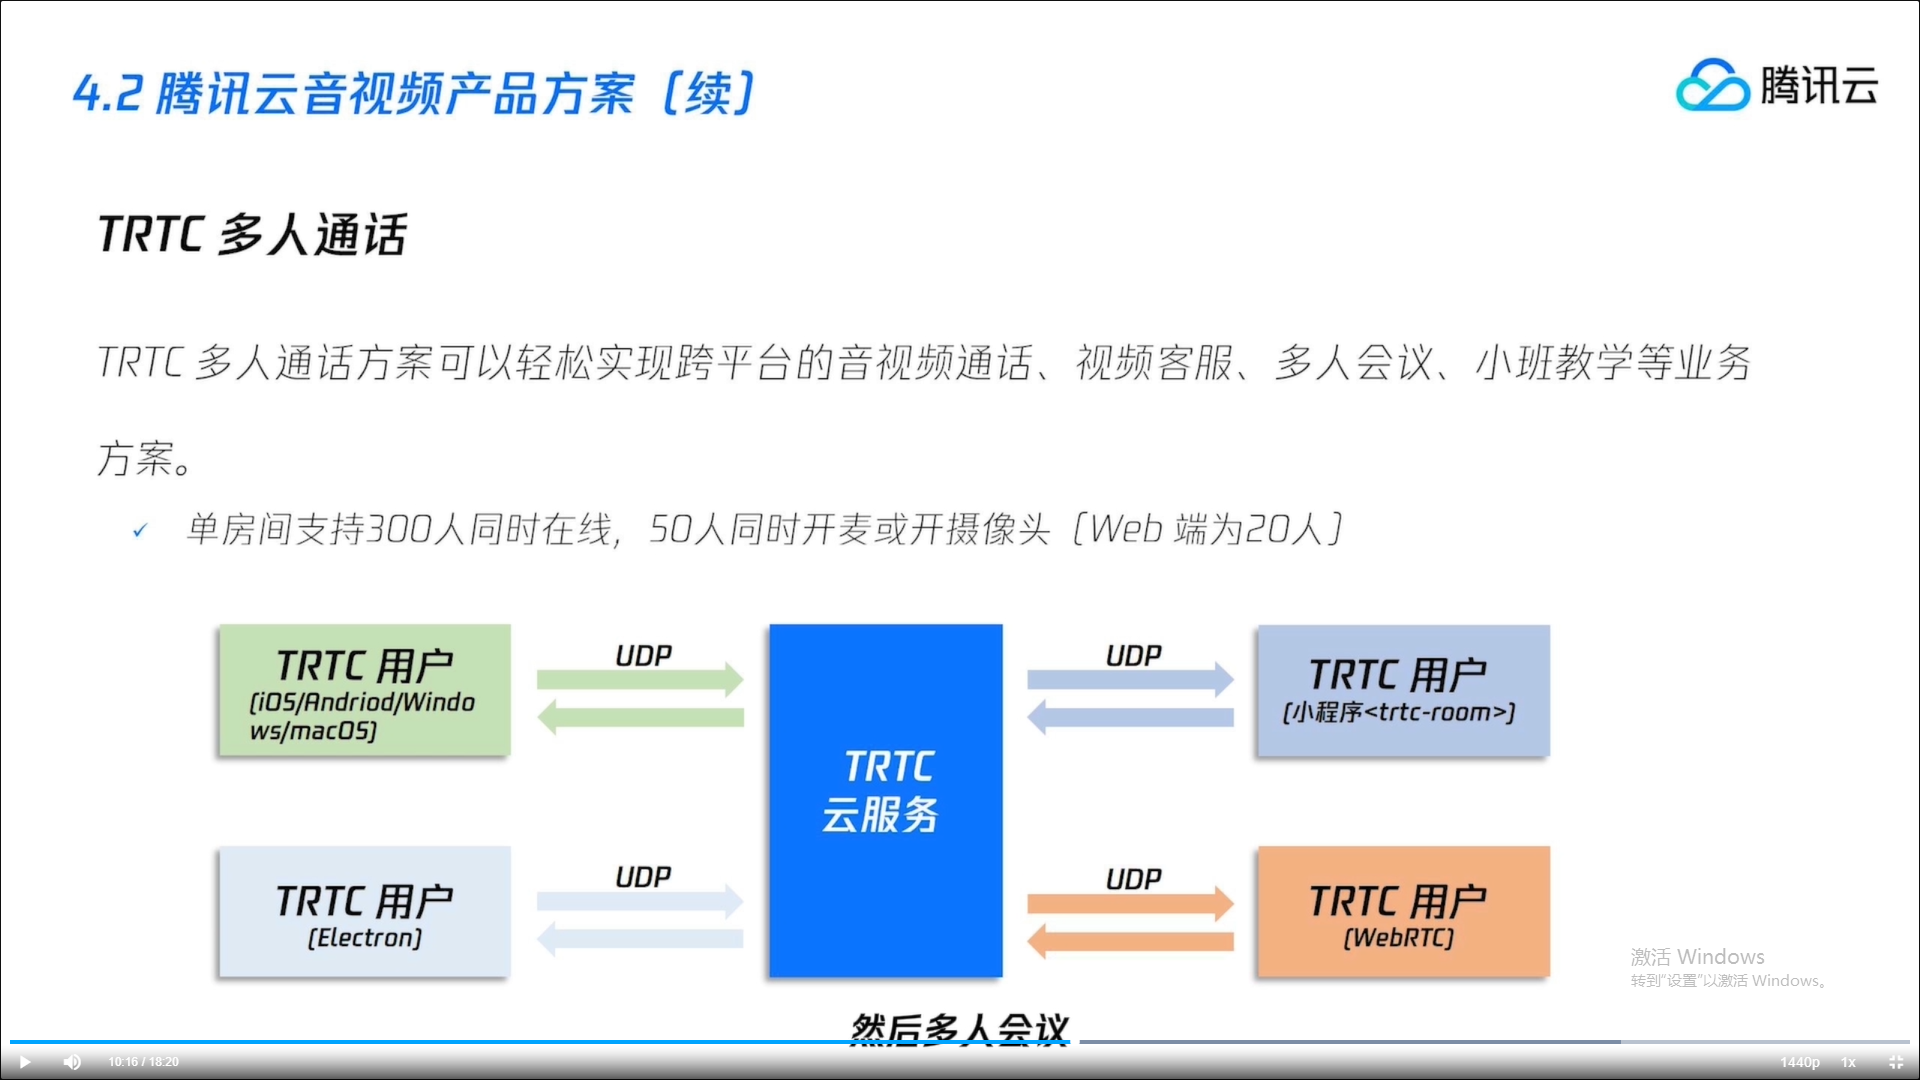 4.2 腾讯云音视频产品方案（续）
腾讯云
TRTC 多人通话
TRTC 多人通话方案可以轻松实现跨平台的音视频通话、视频客服、多人会议、小班教学等业务
方案。
✓ 单房间支持300人同时在线，50人同时开麦或开摄像头（Web 端为20人）
TRTC 用户
(iOS/Andriod/Windo
ws/macOS)
UDP
TRTC
云服务
UDP
TRTC 用户
(小程序<trtc-room>)
TRTC 用户
(Electron)
UDP
UDP
TRTC 用户
(WebRTC)
激活 Windows
转到“设置”以激活 Windows。
然后多人会议
10:16 / 18:20
1440p
1x